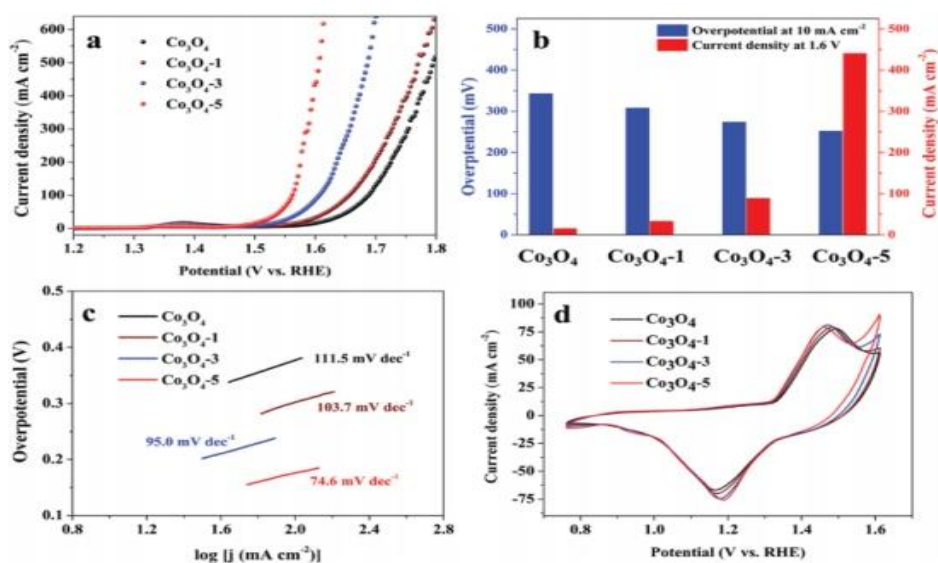 a
Co₃O₄
Co₃O₄-1
Co₃O₄-3
Co₃O₄-5
600
500
400
300
200
100
0
1.2
1.3
1.4
1.5
1.6
1.7
1.8
Current density (mA cm⁻²)
Potential (V vs. RHE)
b
Overpotential at 10 mA cm⁻²
Current density at 1.6 V
500
400
300
200
100
0
Overptential (mV)
500
400
300
200
100
0
Current density (mA cm⁻²)
Co₃O₄
Co₃O₄-1
Co₃O₄-3
Co₃O₄-5
c
Co₃O₄
Co₃O₄-1
Co₃O₄-3
Co₃O₄-5
111.5 mV dec⁻¹
103.7 mV dec⁻¹
95.0 mV dec⁻¹
74.6 mV dec⁻¹
0.5
0.4
0.3
0.2
0.1
0.8
1.2
1.6
2.0
2.4
2.8
Overpotential (V)
log [j (mA cm⁻²)]
d
Co₃O₄
Co₃O₄-1
Co₃O₄-3
Co₃O₄-5
100
75
50
25
0
-25
-50
-75
0.8
1.0
1.2
1.4
1.6
Current density (mA cm⁻²)
Potential (V vs. RHE)